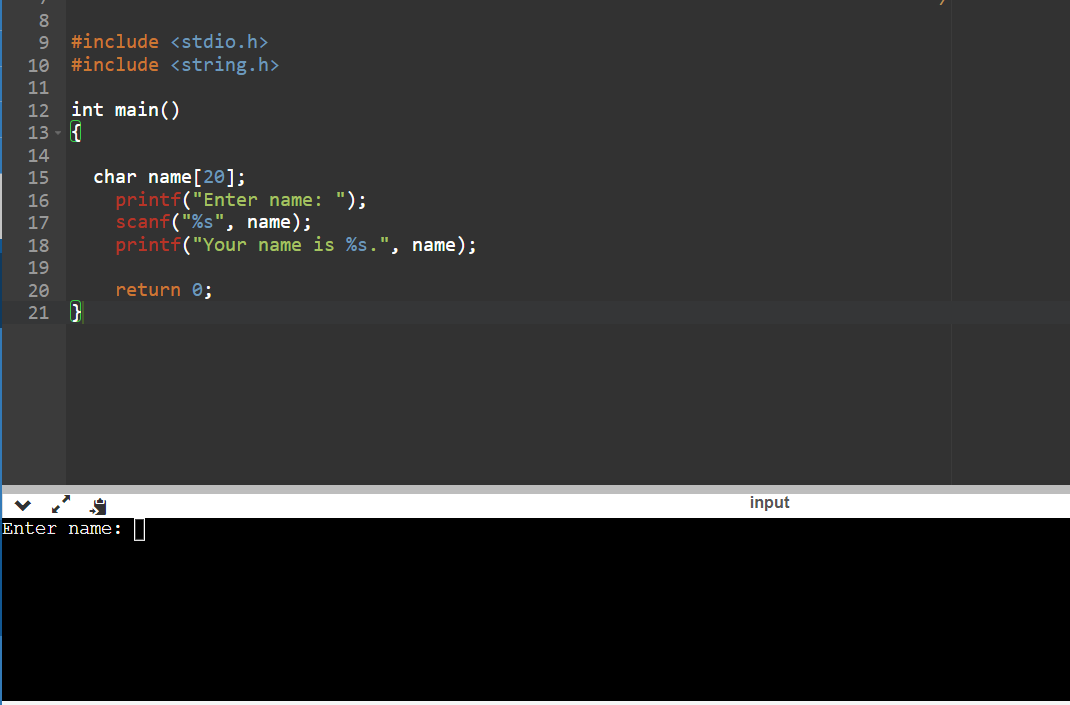 8
9 #include <stdio.h>
10 #include <string.h>
11
12 int main()
13 {
14
15 char name[20];
16 printf("Enter name: ");
17 scanf("%s", name);
18 printf("Your name is %s.", name);
19
20 return 0;
21 }
input
Enter name: